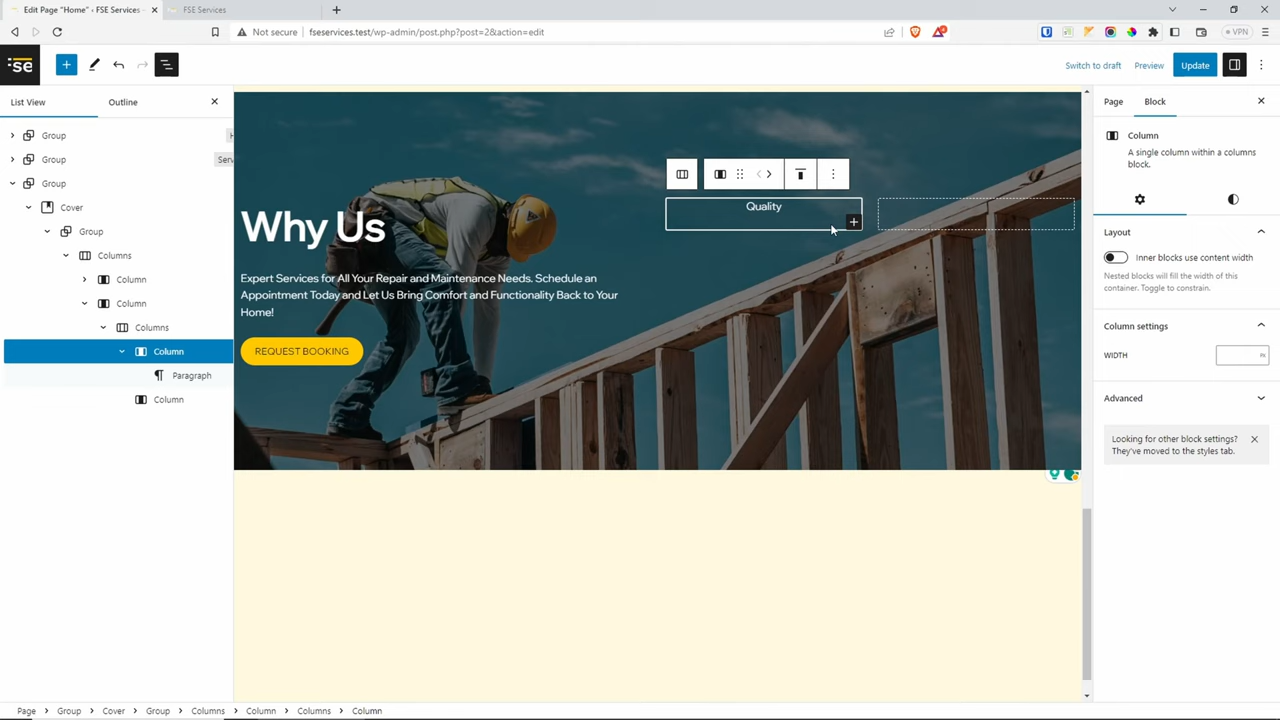 Edit Page "Home" ‹ FSE Services -
FSE Services
Not secure
fseservices.test/wp-admin/post.php?post=2&action=edit
VPN
:se
Switch to draft
Preview
Update
List View
Outline
Page
Block
Group
Group
Serv
Group
Cover
Group
Columns
Column
Column
Columns
Column
Paragraph
Column
Quality
Why Us
Expert Services for All Your Repair and Maintenance Needs. Schedule an
Appointment Today and Let Us Bring Comfort and Functionality Back to Your
Home!
REQUEST BOOKING
Column
A single column within a columns
block.
Layout
Inner blocks use content width
Nested blocks will fill the width of this
container. Toggle to constrain.
Column settings
WIDTH
%
Advanced
Looking for other block settings?
They've moved to the styles tab.
Page > Group > Cover > Group > Columns > Column > Columns > Column